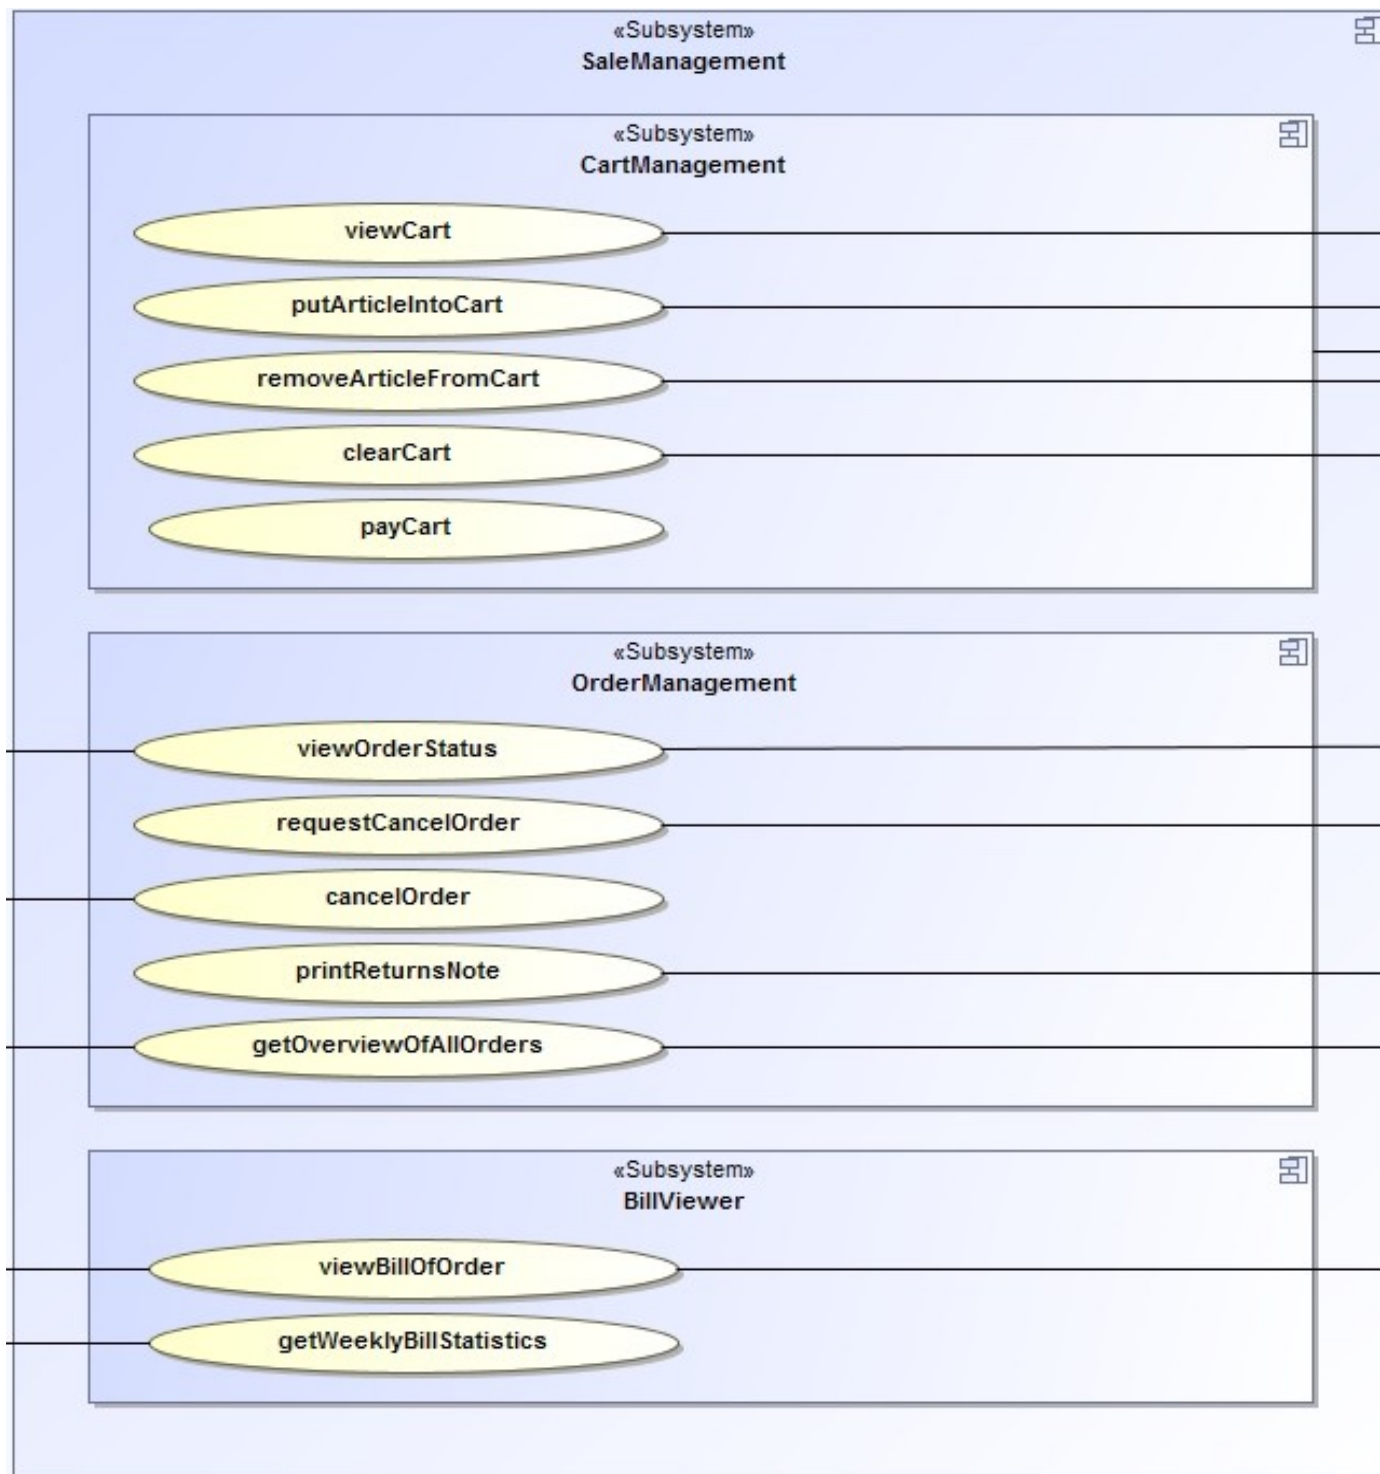 «Subsystem»
SaleManagement
«Subsystem»
CartManagement
viewCart
putArticleIntoCart
removeArticleFromCart
clearCart
payCart
«Subsystem»
OrderManagement
viewOrderStatus
requestCancelOrder
cancelOrder
printReturnsNote
getOverviewOfAllOrders
«Subsystem»
BillViewer
viewBillOfOrder
getWeeklyBillStatistics